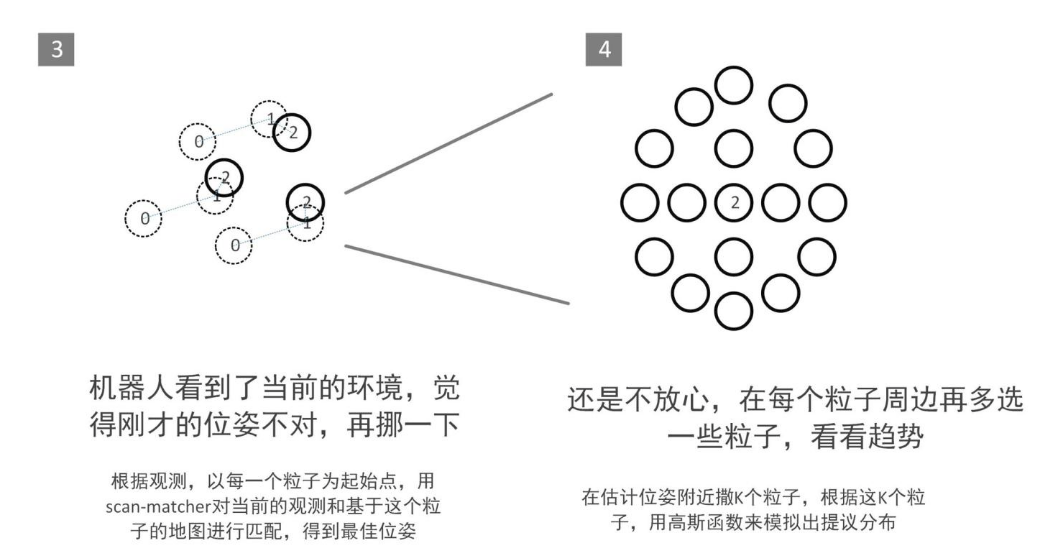 3
1
0
2
2
1
0
2
1
0
机器人看到了当前的环境，觉
得刚才的位姿不对，再挪一下
根据观测，以每一个粒子为起始点，用
scan-matcher对当前的观测和基于这个粒
子的地图进行匹配，得到最佳位姿
4
2
还是不放心，在每个粒子周边再多选
一些粒子，看看趋势
在估计位姿附近撒K个粒子，根据这K个粒
子，用高斯函数来模拟出提议分布